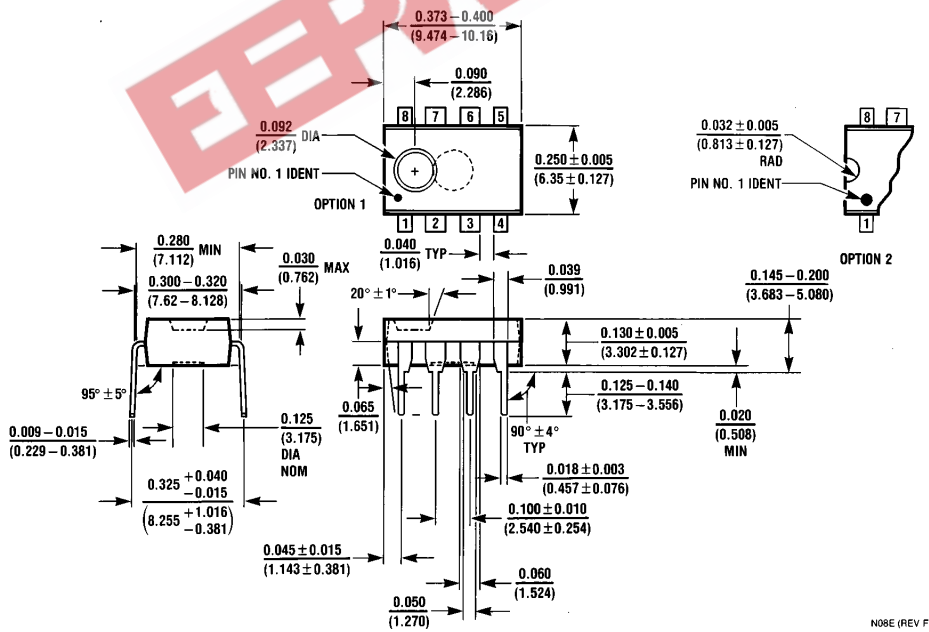 EEPR
0.373 – 0.400
(9.474 – 10.16)
0.090
(2.286)
8 7 6 5
0.092 DIA
(2.337)
PIN NO. 1 IDENT
OPTION 1
+
1 2 3 4
0.250 ± 0.005
(6.35 ± 0.127)
8 7
0.032 ± 0.005
(0.813 ± 0.127)
RAD
PIN NO. 1 IDENT
1
OPTION 2
0.280 MIN
(7.112)
0.300 – 0.320
(7.62 – 8.128)
0.030 MAX
(0.762)
0.040 TYP
(1.016)
20° ± 1°
0.039
(0.991)
0.145 – 0.200
(3.683 – 5.080)
0.130 ± 0.005
(3.302 ± 0.127)
95° ± 5°
0.009 – 0.015
(0.229 – 0.381)
0.125
(3.175)
DIA
NOM
0.065
(1.651)
90° ± 4°
TYP
0.125 – 0.140
(3.175 – 3.556)
0.020
(0.508)
MIN
0.325 +0.040
–0.015
(8.255 +1.016
–0.381)
0.018 ± 0.003
(0.457 ± 0.076)
0.100 ± 0.010
(2.540 ± 0.254)
0.045 ± 0.015
(1.143 ± 0.381)
0.060
(1.524)
0.050
(1.270)
N08E (REV F